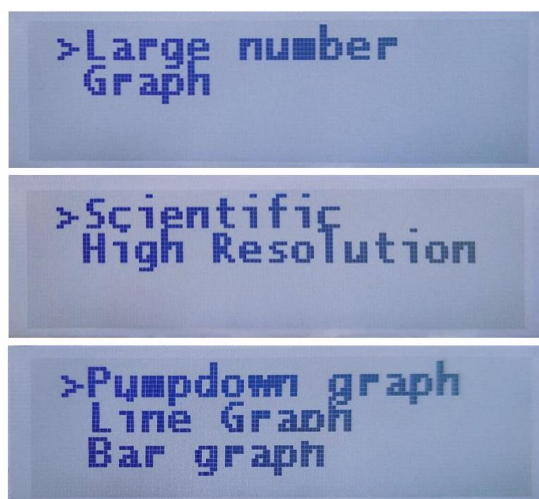 >Large number
Graph
>Scientific
High Resolution
>Pumpdown graph
Line Graph
Bar graph